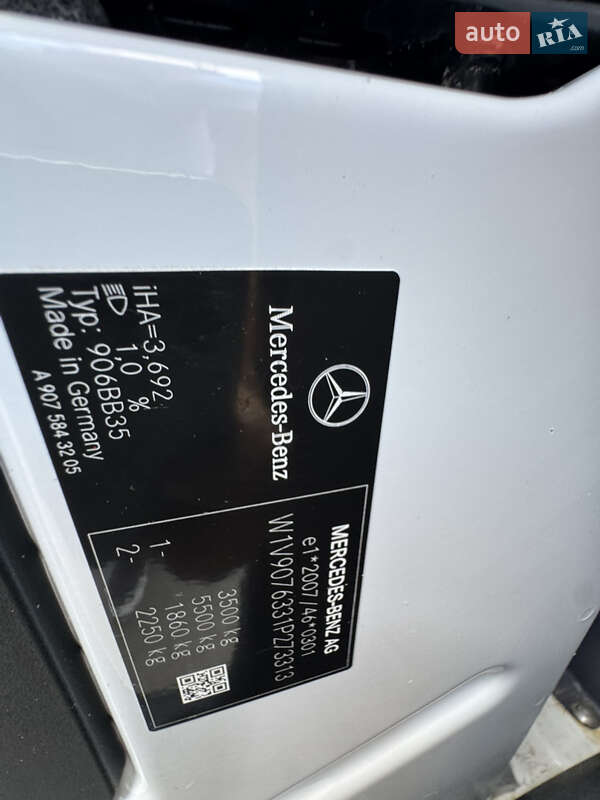 auto RIA.com
Mercedes-Benz
iHA=3,692
1,0 %
Typ: 906BB35
Made in Germany
A 907 584 32 05
MERCEDES-BENZ AG
e1*2007/46*0301
W1V9076331P273313
3500 kg
5500 kg
1- 1860 kg
2- 2250 kg